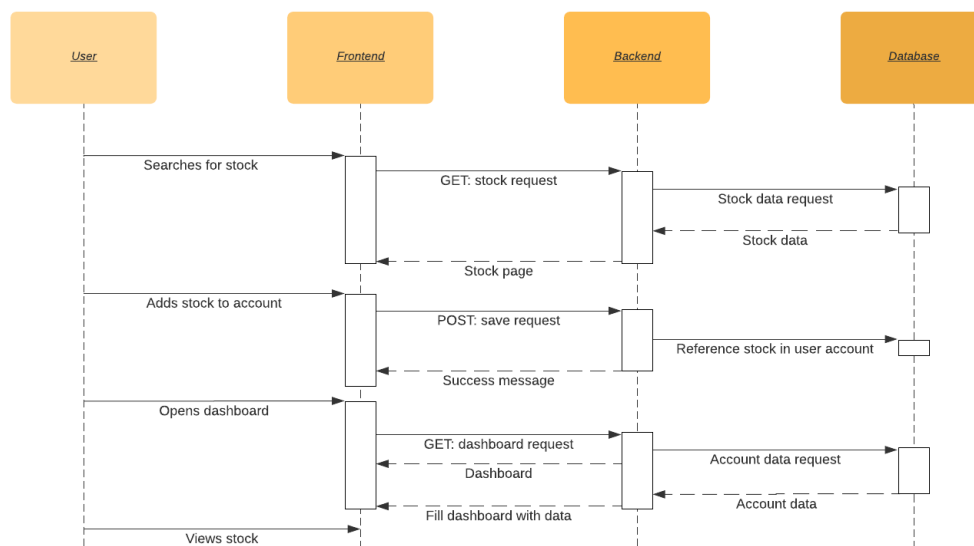 User
Frontend
Backend
Database
Searches for stock
GET: stock request
Stock data request
Stock data
Stock page
Adds stock to account
POST: save request
Reference stock in user account
Success message
Opens dashboard
GET: dashboard request
Account data request
Dashboard
Account data
Fill dashboard with data
Views stock